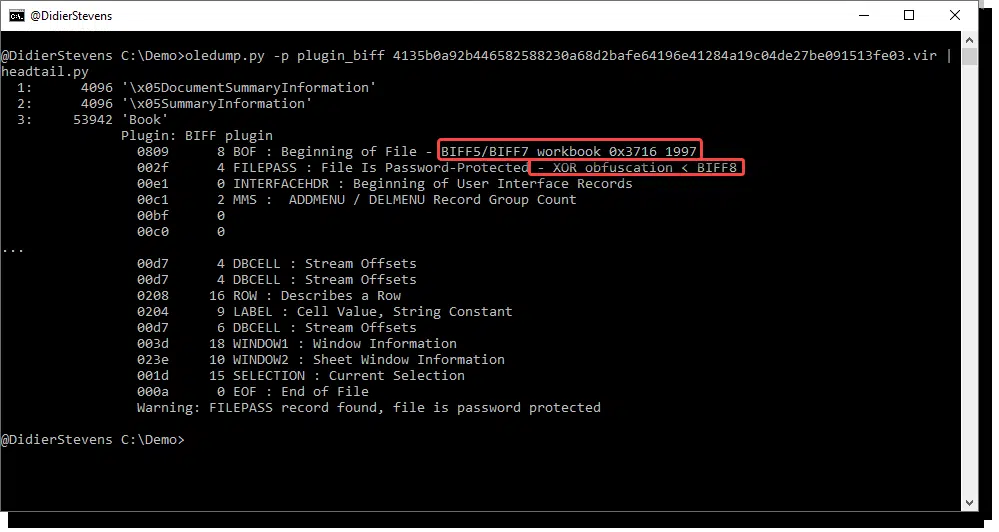 @DidierStevens
@DidierStevens C:\Demo>oledump.py -p plugin_biff 4135b0a92b446582588230a68d2bafe64196e41284a19c04de27be091513fe03.vir |
headtail.py
  1:      4096 '\x05DocumentSummaryInformation'
  2:      4096 '\x05SummaryInformation'
  3:     53942 'Book'
               Plugin: BIFF plugin
                 0809      8 BOF : Beginning of File - BIFF5/BIFF7 workbook 0x3716 1997
                 002f      4 FILEPASS : File Is Password-Protected - XOR obfuscation < BIFF8
                 00e1      0 INTERFACEHDR : Beginning of User Interface Records
                 00c1      2 MMS :  ADDMENU / DELMENU Record Group Count
                 00bf      0
                 00c0      0
...
                 00d7      4 DBCELL : Stream Offsets
                 00d7      4 DBCELL : Stream Offsets
                 0208     16 ROW : Describes a Row
                 0204      9 LABEL : Cell Value, String Constant
                 00d7      6 DBCELL : Stream Offsets
                 003d     18 WINDOW1 : Window Information
                 023e     10 WINDOW2 : Sheet Window Information
                 001d     15 SELECTION : Current Selection
                 000a      0 EOF : End of File
                 Warning: FILEPASS record found, file is password protected
@DidierStevens C:\Demo>